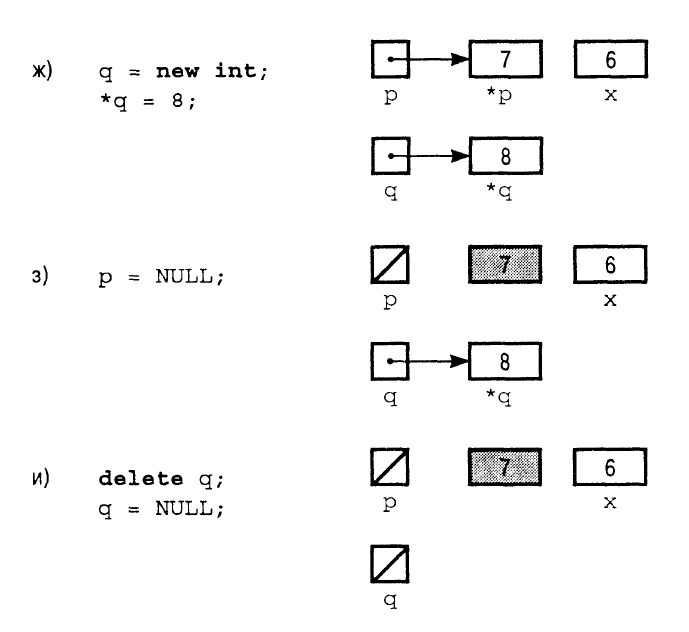 ж) q = new int; 7 6
*q = 8; p *p x
8
q *q
з) p = NULL; 7 6
p x
8
q *q
и) delete q; 7 6
q = NULL; p x
q